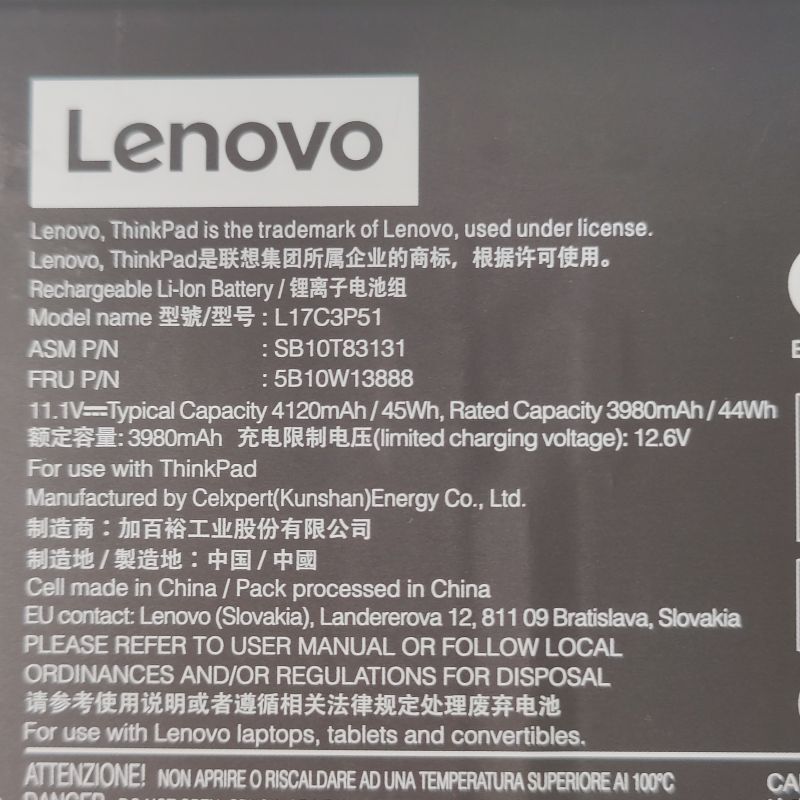 Lenovo
Lenovo, ThinkPad is the trademark of Lenovo, used under license.
Lenovo, ThinkPad是联想集团所属企业的商标，根据许可使用。
Rechargeable Li-Ion Battery / 锂离子电池组
Model name 型號/型号 : L17C3P51
ASM P/N : SB10T83131
FRU P/N : 5B10W13888
11.1V⎓Typical Capacity 4120mAh / 45Wh, Rated Capacity 3980mAh / 44Wh
额定容量: 3980mAh 充电限制电压(limited charging voltage): 12.6V
For use with ThinkPad
Manufactured by Celxpert(Kunshan)Energy Co., Ltd.
制造商：加百裕工业股份有限公司
制造地 / 製造地：中国 / 中國
Cell made in China / Pack processed in China
EU contact: Lenovo (Slovakia), Landererova 12, 811 09 Bratislava, Slovakia
PLEASE REFER TO USER MANUAL OR FOLLOW LOCAL
ORDINANCES AND/OR REGULATIONS FOR DISPOSAL
请参考使用说明或者遵循相关法律规定处理废弃电池
For use with Lenovo laptops, tablets and convertibles.
ATTENZIONE! NON APRIRE O RISCALDARE AD UNA TEMPERATURA SUPERIORE AI 100°C